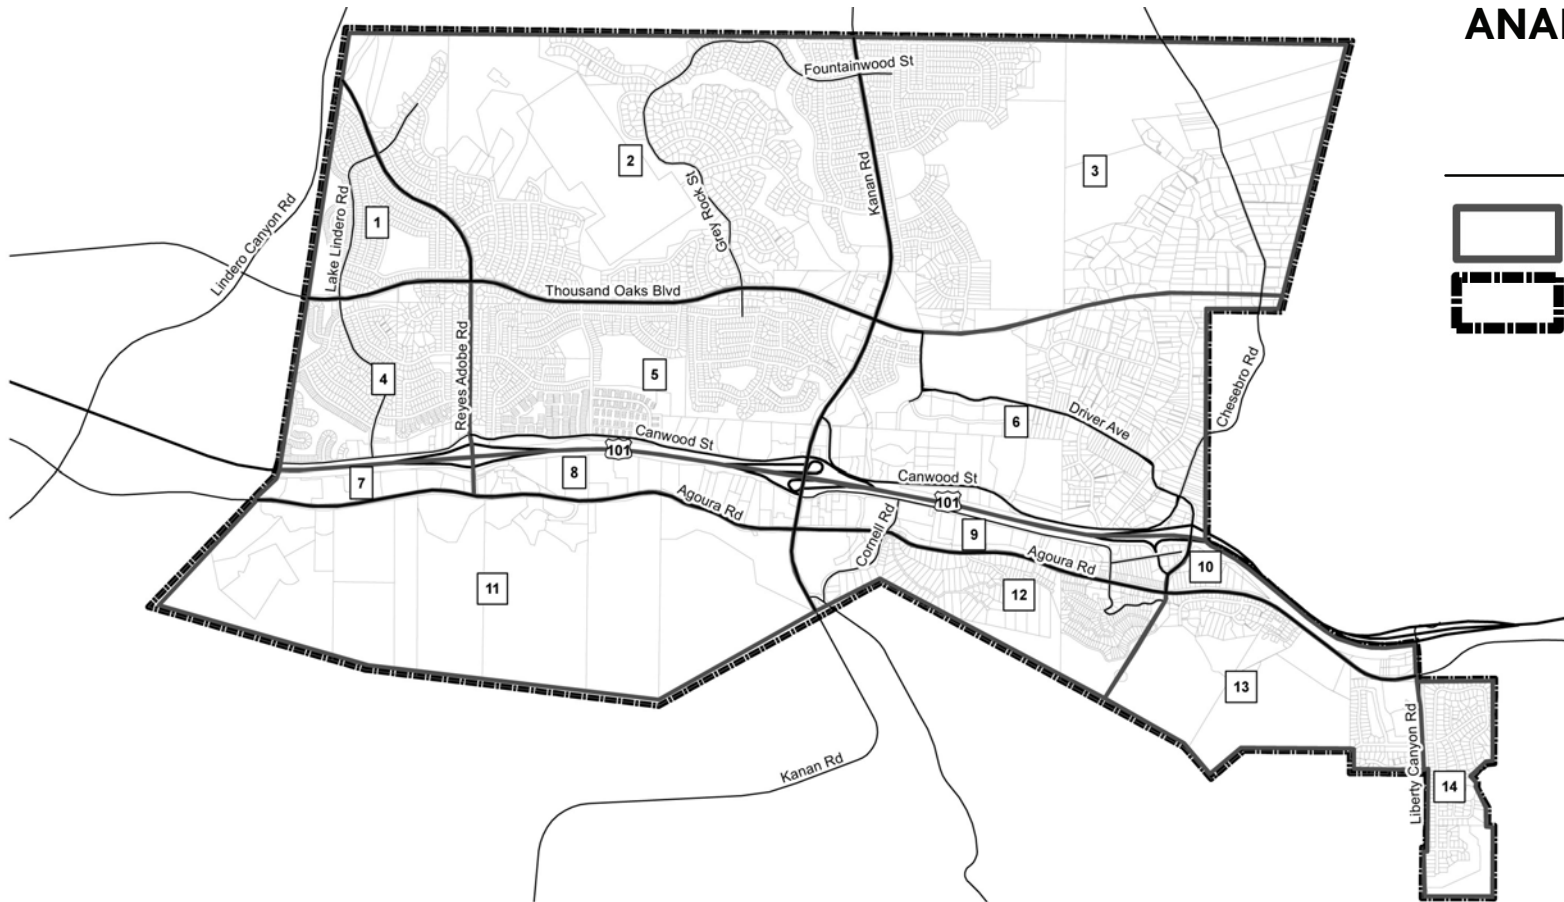 ANAI
Fountainwood St
2
3
Kanan Rd
Grey Rock St
Lindero Canyon Rd
Lake Lindero Rd
1
Thousand Oaks Blvd
Reyes Adobe Rd
4
5
Chesebro Rd
6
Driver Ave
Canwood St
101
7
8
Canwood St
Agoura Rd
101
Cornell Rd
9
Agoura Rd
10
11
12
13
Liberty Canyon Rd
14
Kanan Rd